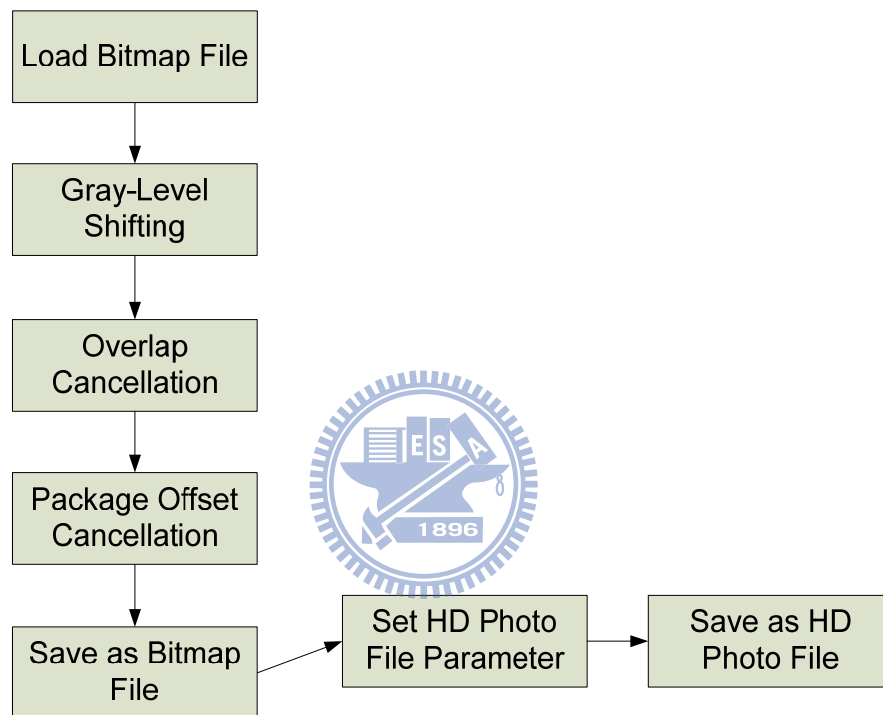 Load Bitmap File
Gray-Level
Shifting
Overlap
Cancellation
Package Offset
Cancellation
Save as Bitmap
File
Set HD Photo
File Parameter
Save as HD
Photo File
E S A
1896